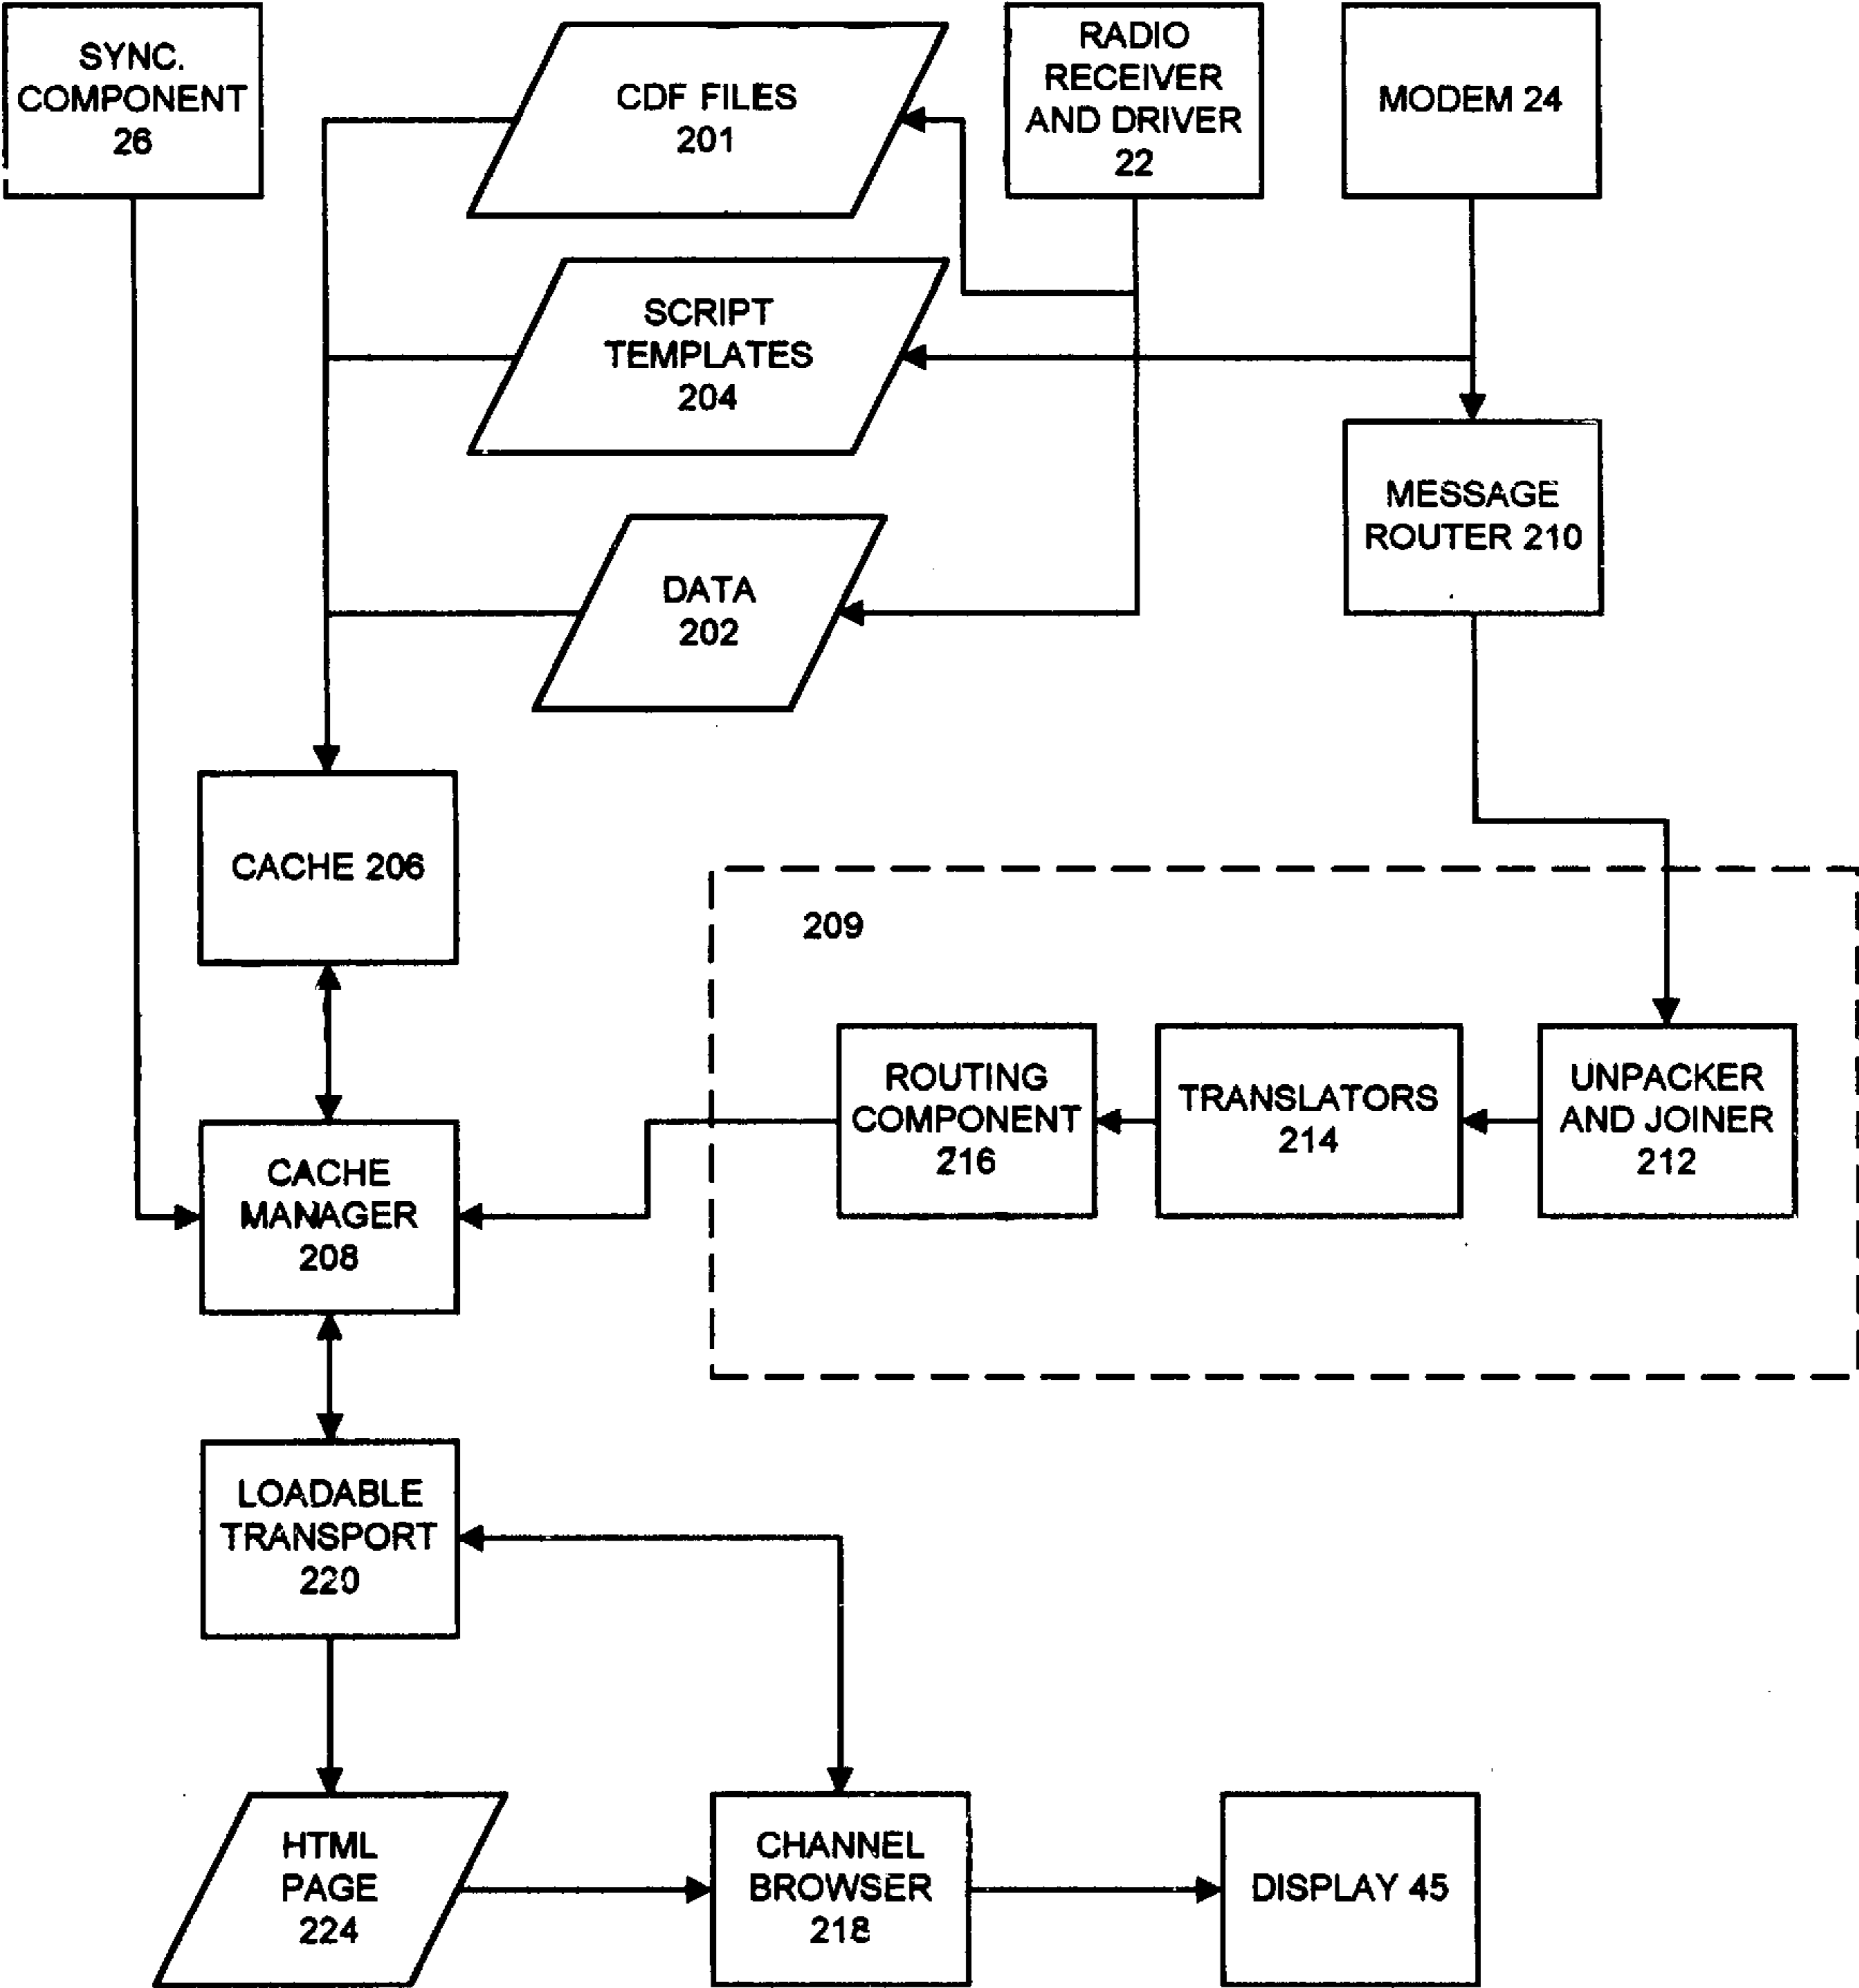 SYNC.
COMPONENT
26
CDF FILES
201
RADIO
RECEIVER
AND DRIVER
22
MODEM 24
SCRIPT
TEMPLATES
204
MESSAGE
ROUTER 210
DATA
202
CACHE 206
209
ROUTING
COMPONENT
216
TRANSLATORS
214
UNPACKER
AND JOINER
212
CACHE
MANAGER
208
LOADABLE
TRANSPORT
220
HTML
PAGE
224
CHANNEL
BROWSER
218
DISPLAY 45